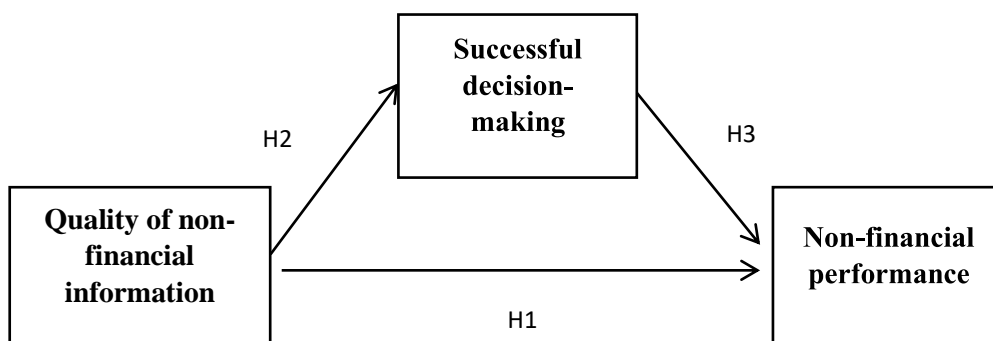 Successful
decision-
making
H2
H3
Quality of non-
financial
information
Non-financial
performance
H1